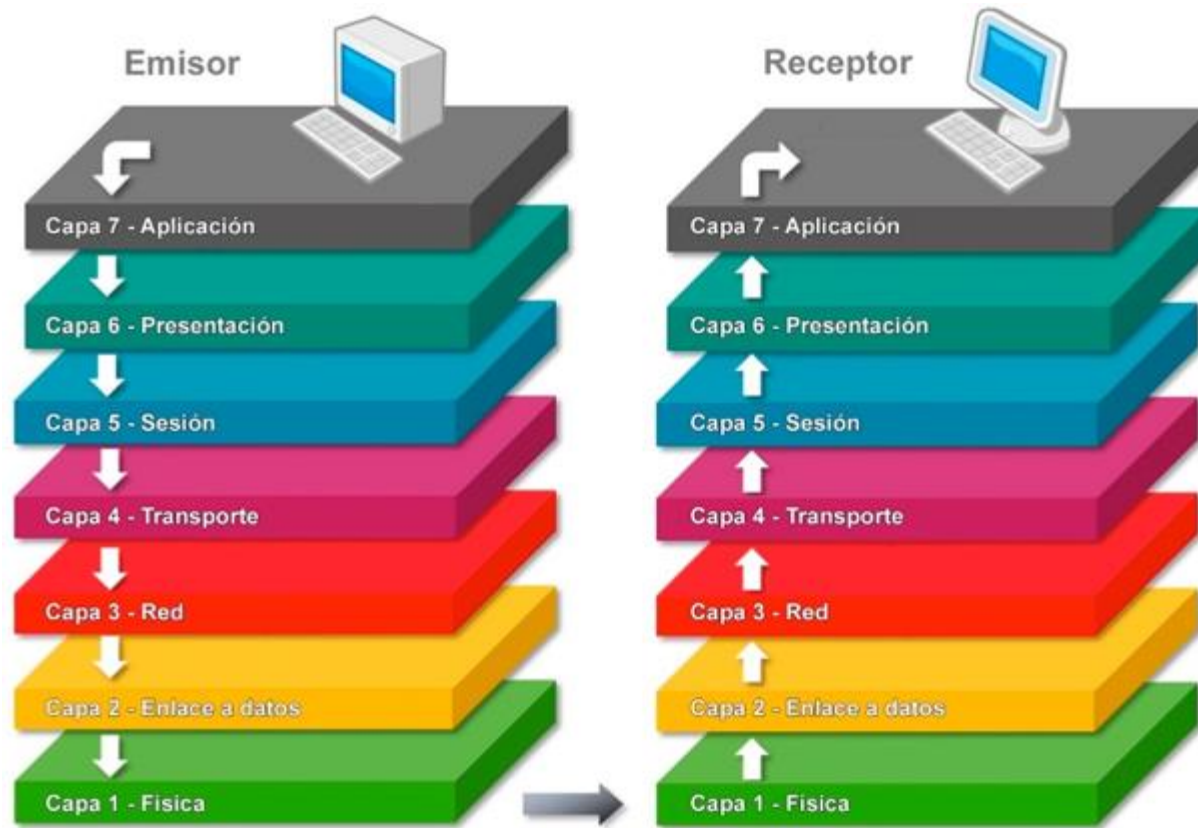 Emisor
Capa 7 - Aplicación
Capa 6 - Presentación
Capa 5 - Sesión
Capa 4 - Transporte
Capa 3 - Red
Capa 2 - Enlace a datos
Capa 1 - Física
Receptor
Capa 7 - Aplicación
Capa 6 - Presentación
Capa 5 - Sesión
Capa 4 - Transporte
Capa 3 - Red
Capa 2 - Enlace a datos
Capa 1 - Física